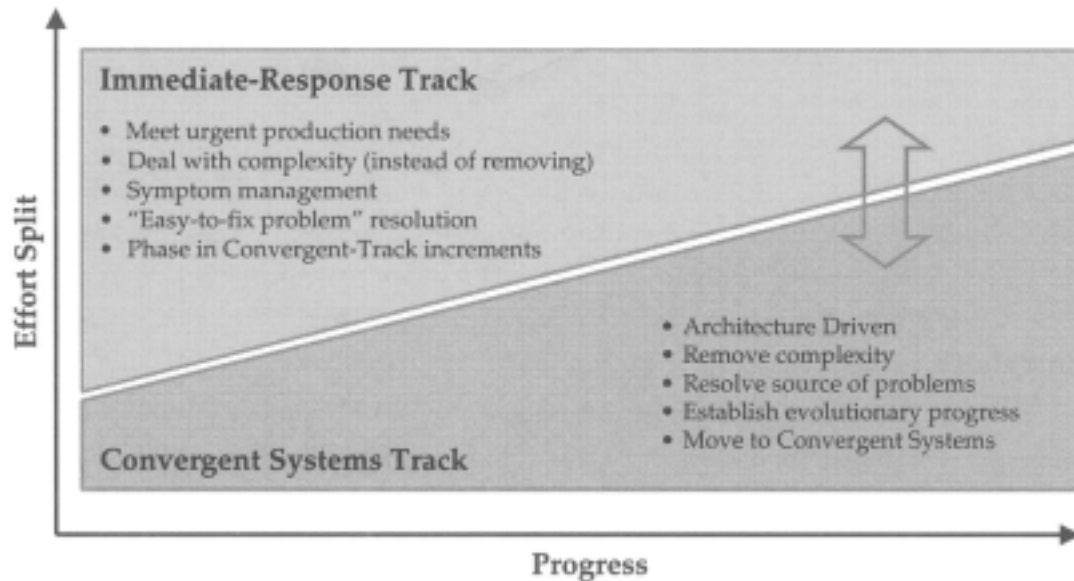 Immediate-Response Track
• Meet urgent production needs
• Deal with complexity (instead of removing)
• Symptom management
• “Easy-to-fix problem” resolution
• Phase in Convergent-Track increments
Effort Split
• Architecture Driven
• Remove complexity
• Resolve source of problems
• Establish evolutionary progress
• Move to Convergent Systems
Convergent Systems Track
Progress